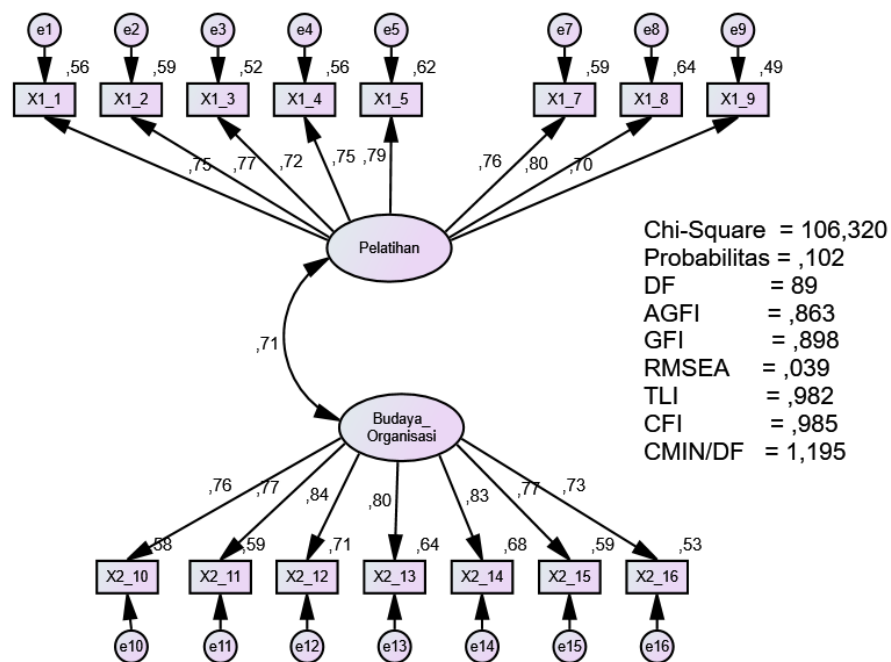 e1 e2 e3 e4 e5 e7 e8 e9
,56 ,59 ,52 ,56 ,62 ,59 ,64 ,49
X1_1 X1_2 X1_3 X1_4 X1_5 X1_7 X1_8 X1_9
,75 ,77 ,72 ,75 ,79 ,76 ,80 ,70
Pelatihan
Chi-Square = 106,320
Probabilitas = ,102
DF = 89
AGFI = ,863
GFI = ,898
RMSEA = ,039
TLI = ,982
CFI = ,985
CMIN/DF = 1,195
,71
Budaya_
Organisasi
,76 ,77 ,84 ,80 ,83 ,77 ,73
,58 ,59 ,71 ,64 ,68 ,59 ,53
X2_10 X2_11 X2_12 X2_13 X2_14 X2_15 X2_16
e10 e11 e12 e13 e14 e15 e16